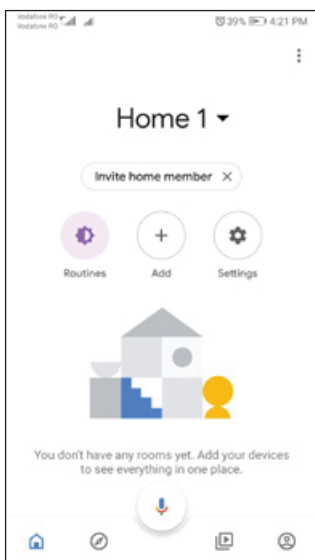 Vodafone RO
Vodafone RO
39% 4:21 PM
Home 1
Invite home member
Routines
Add
Settings
You don't have any rooms yet. Add your devices
to see everything in one place.